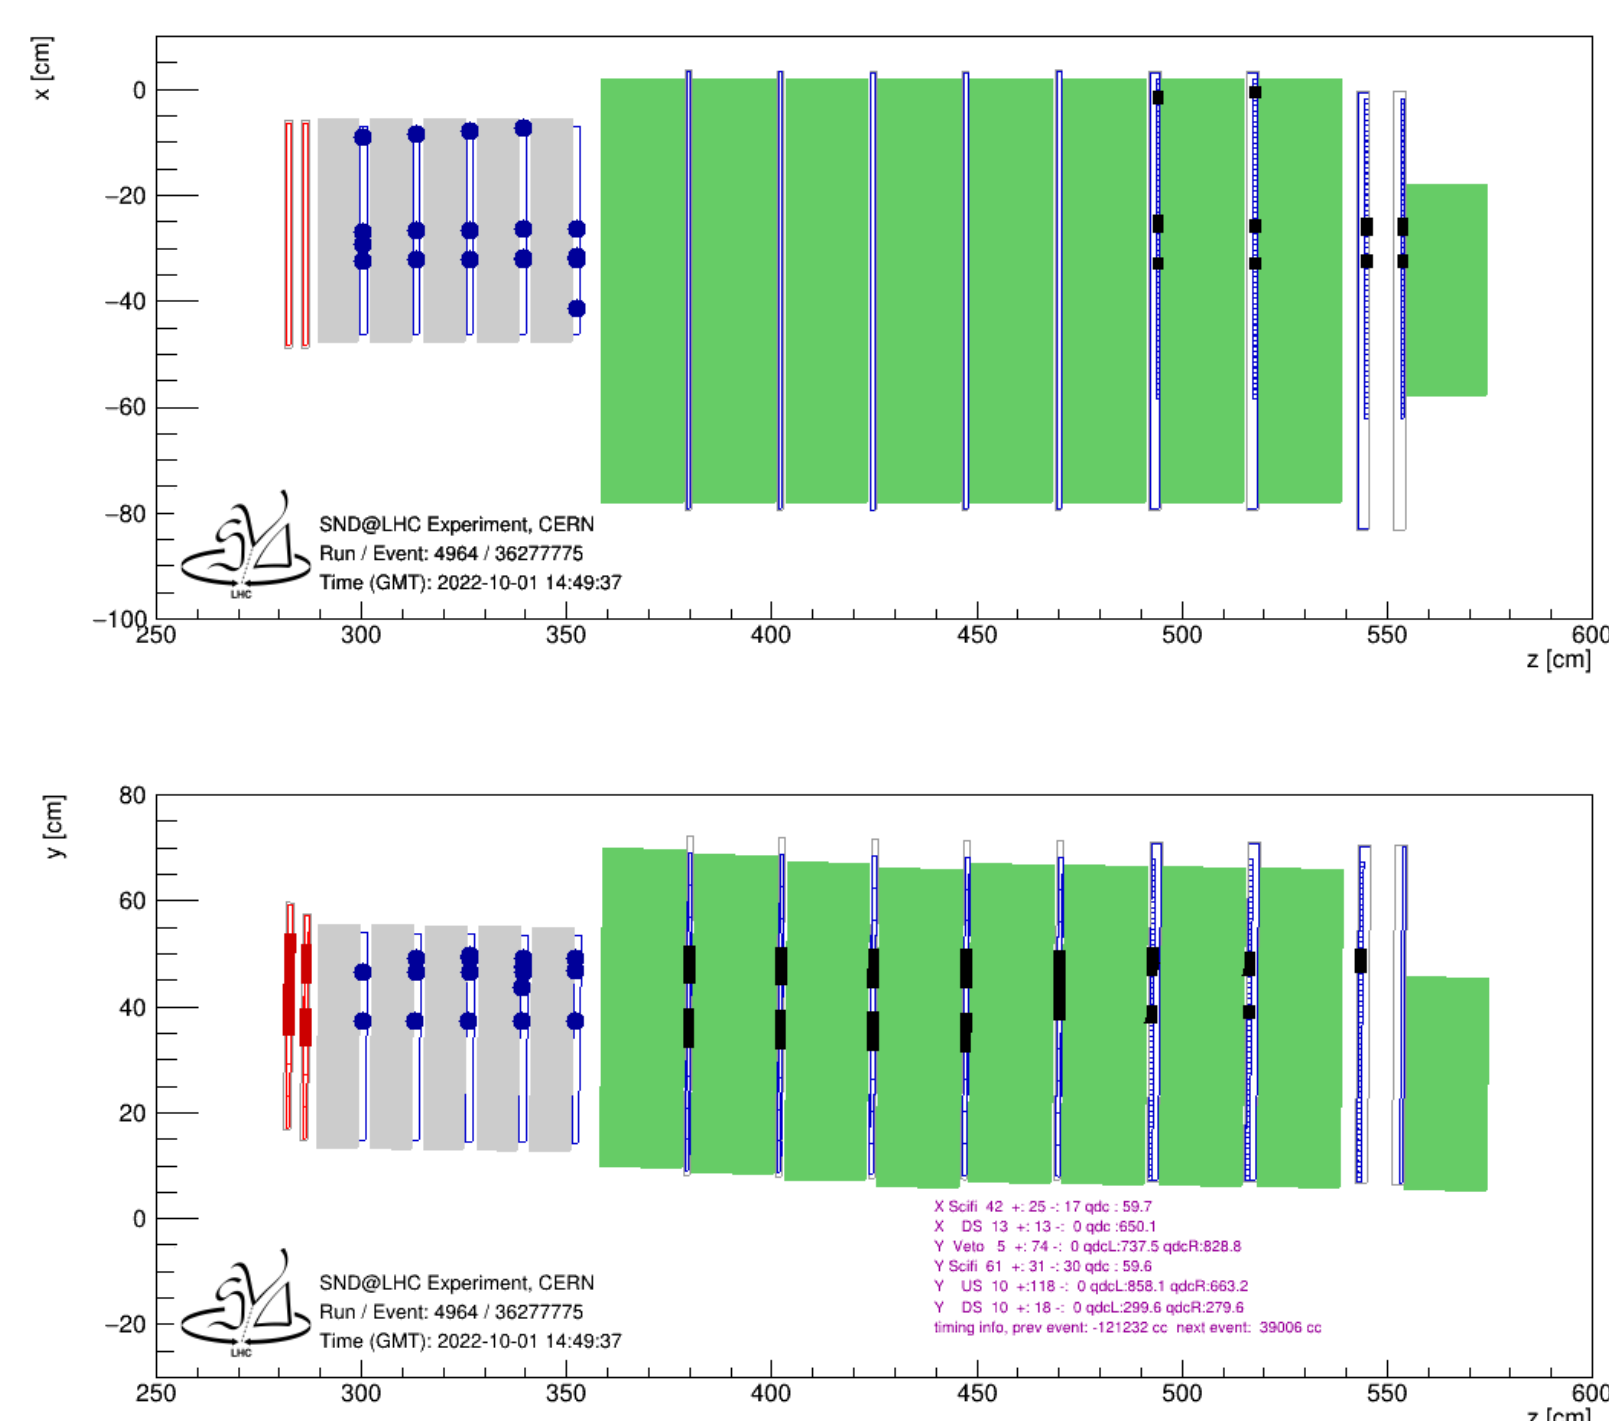 x [cm]
0
−20
−40
−60
−80
−100
SND@LHC Experiment, CERN
Run / Event: 4964 / 36277775
Time (GMT): 2022-10-01 14:49:37
LHC
250 300 350 400 450 500 550 600
z [cm]
y [cm]
80
60
40
20
0
−20
X Scifi 42 +: 25 -: 17 qdc : 59.7
X DS 13 +: 13 -: 0 qdc :650.1
Y Veto 5 +: 74 -: 0 qdcL:737.5 qdcR:828.8
Y Scifi 61 +: 31 -: 30 qdc : 59.6
Y US 10 +:118 -: 0 qdcL:858.1 qdcR:663.2
Y DS 10 +: 18 -: 0 qdcL:299.6 qdcR:279.6
timing info, prev event: -121232 cc next event: 39006 cc
SND@LHC Experiment, CERN
Run / Event: 4964 / 36277775
Time (GMT): 2022-10-01 14:49:37
LHC
250 300 350 400 450 500 550 600
z [cm]